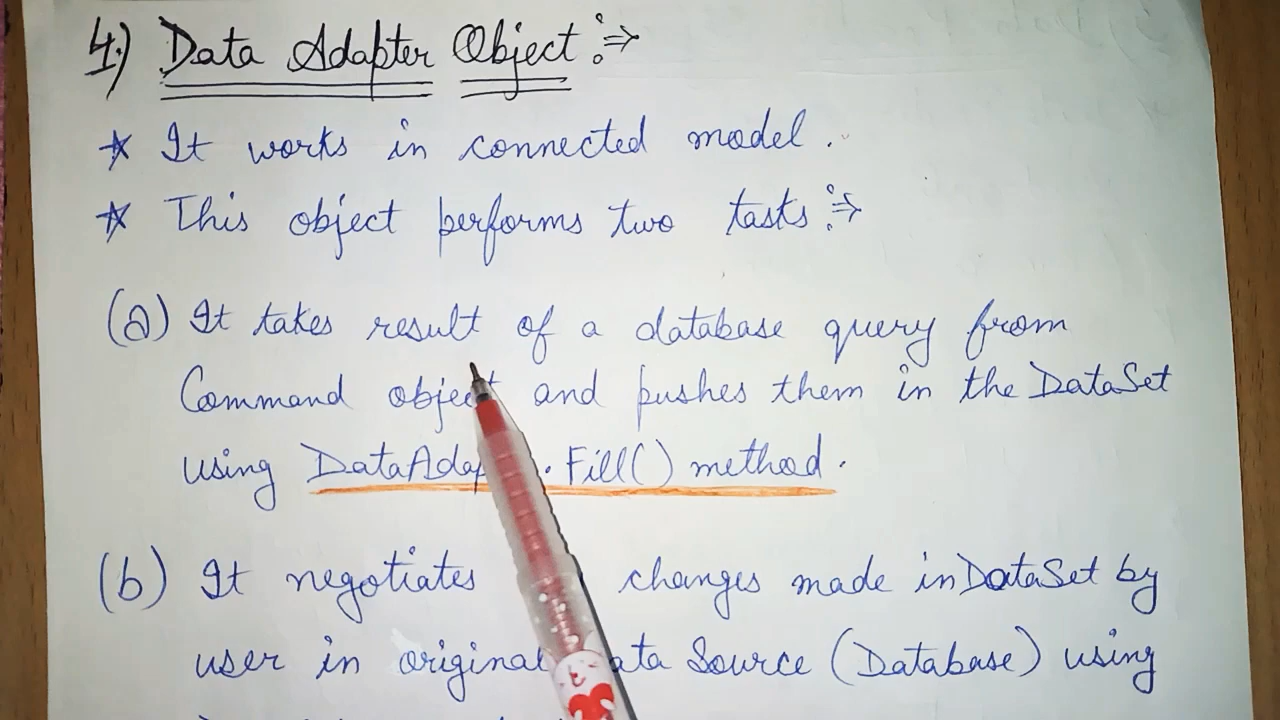 4.) Data Adapter Object :⇒
★ It works in connected model.
★ This object performs two tasks :⇒
(a) It takes result of a database query from
Command object and pushes them in the DataSet
using DataAdap . Fill() method.
(b) It negotiates changes made in DataSet by
user in original ata Source (Database) using